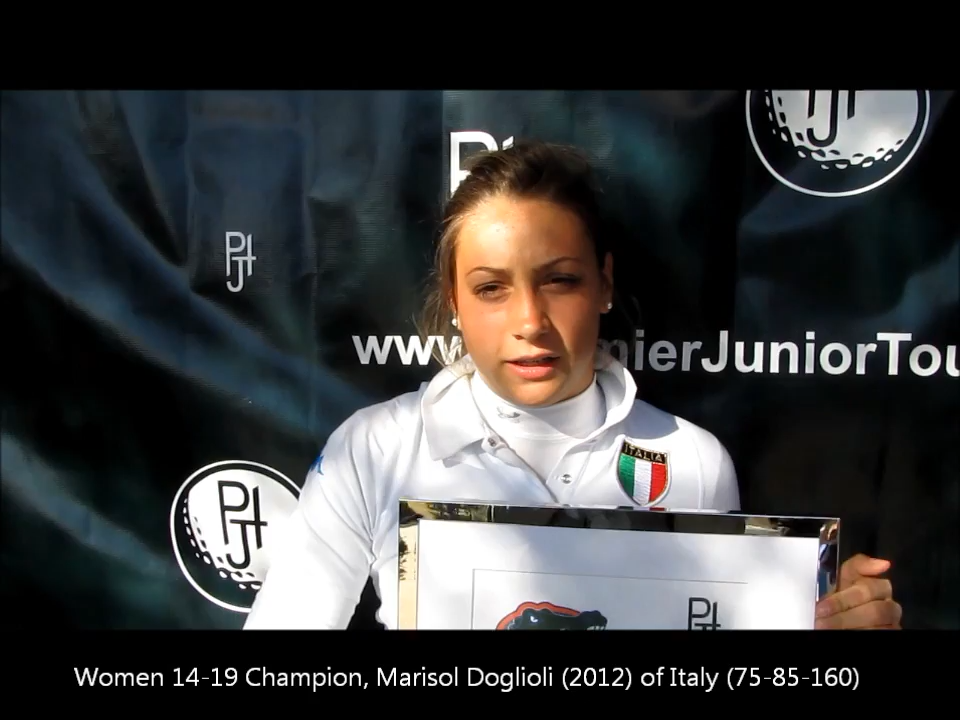 PJT
P
PJT
www.
mierJuniorTou
ITALIA
PJT
PJT
Women 14-19 Champion, Marisol Doglioli (2012) of Italy (75-85-160)